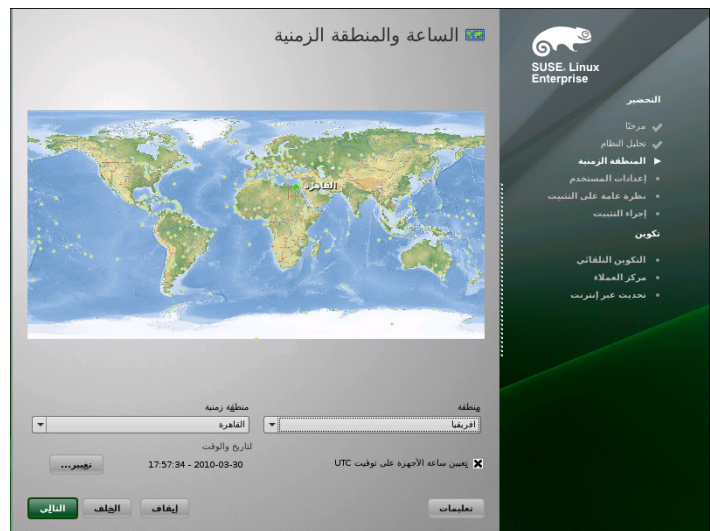 الساعة والمنطقة الزمنية
SUSE. Linux
Enterprise
التحضير
مرحبًا
تحليل النظام
المنطقة الزمنية
إعدادات المستخدم
نظرة عامة على التثبيت
إجراء التثبيت
تكوين
التكوين التلقائي
مركز العملاء
تحديث عبر إنترنت
القاهرة
منطقة
افريقيا
منطقة زمنية
القاهرة
لتاريخ والوقت
17:57:34 - 2010-03-30
تغيير...
تعيين ساعة الأجهزة على توقيت UTC
تعليمات
إيقاف
الخلف
التالي